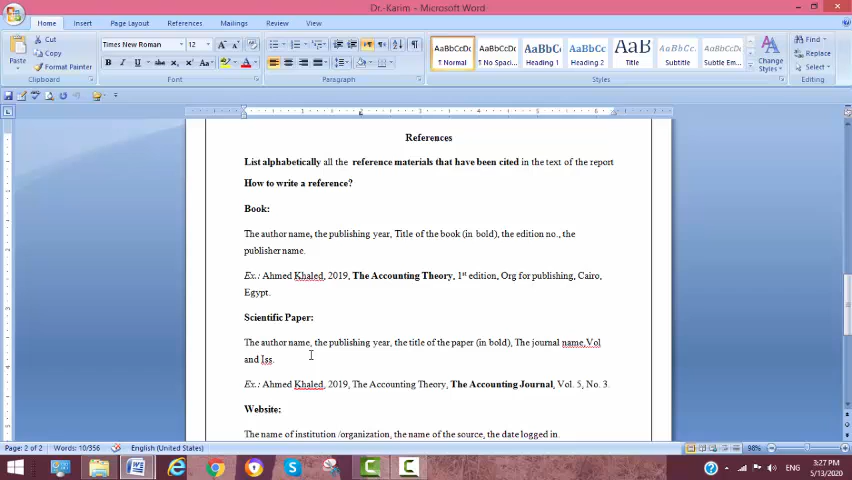 Dr.-Karim - Microsoft Word
Home Insert Page Layout References Mailings Review View
Paste
Cut
Copy
Format Painter
Clipboard
Times New Roman 12
Font
Paragraph
AaBbCcDc
¶ Normal
AaBbCcDc
¶ No Spaci...
AaBbCc
Heading 1
AaBbCc
Heading 2
AaB
Title
AaBbCcL
Subtitle
AaBbCcDt
Subtle Em...
Change Styles
Styles
Find
Replace
Select
Editing
References
List alphabetically all the reference materials that have been cited in the text of the report
How to write a reference?
Book:
The author name, the publishing year, Title of the book (in bold), the edition no., the
publisher name.
Ex.: Ahmed Khaled, 2019, The Accounting Theory, 1st edition, Org for publishing, Cairo,
Egypt.
Scientific Paper:
The author name, the publishing year, the title of the paper (in bold), The journal name,Vol
and Iss.
Ex.: Ahmed Khaled, 2019, The Accounting Theory, The Accounting Journal, Vol. 5, No. 3.
Website:
The name of institution /organization, the name of the source, the date logged in.
Page: 2 of 2 Words: 10/356 English (United States) 98%
ENG 3:27 PM
5/13/2020